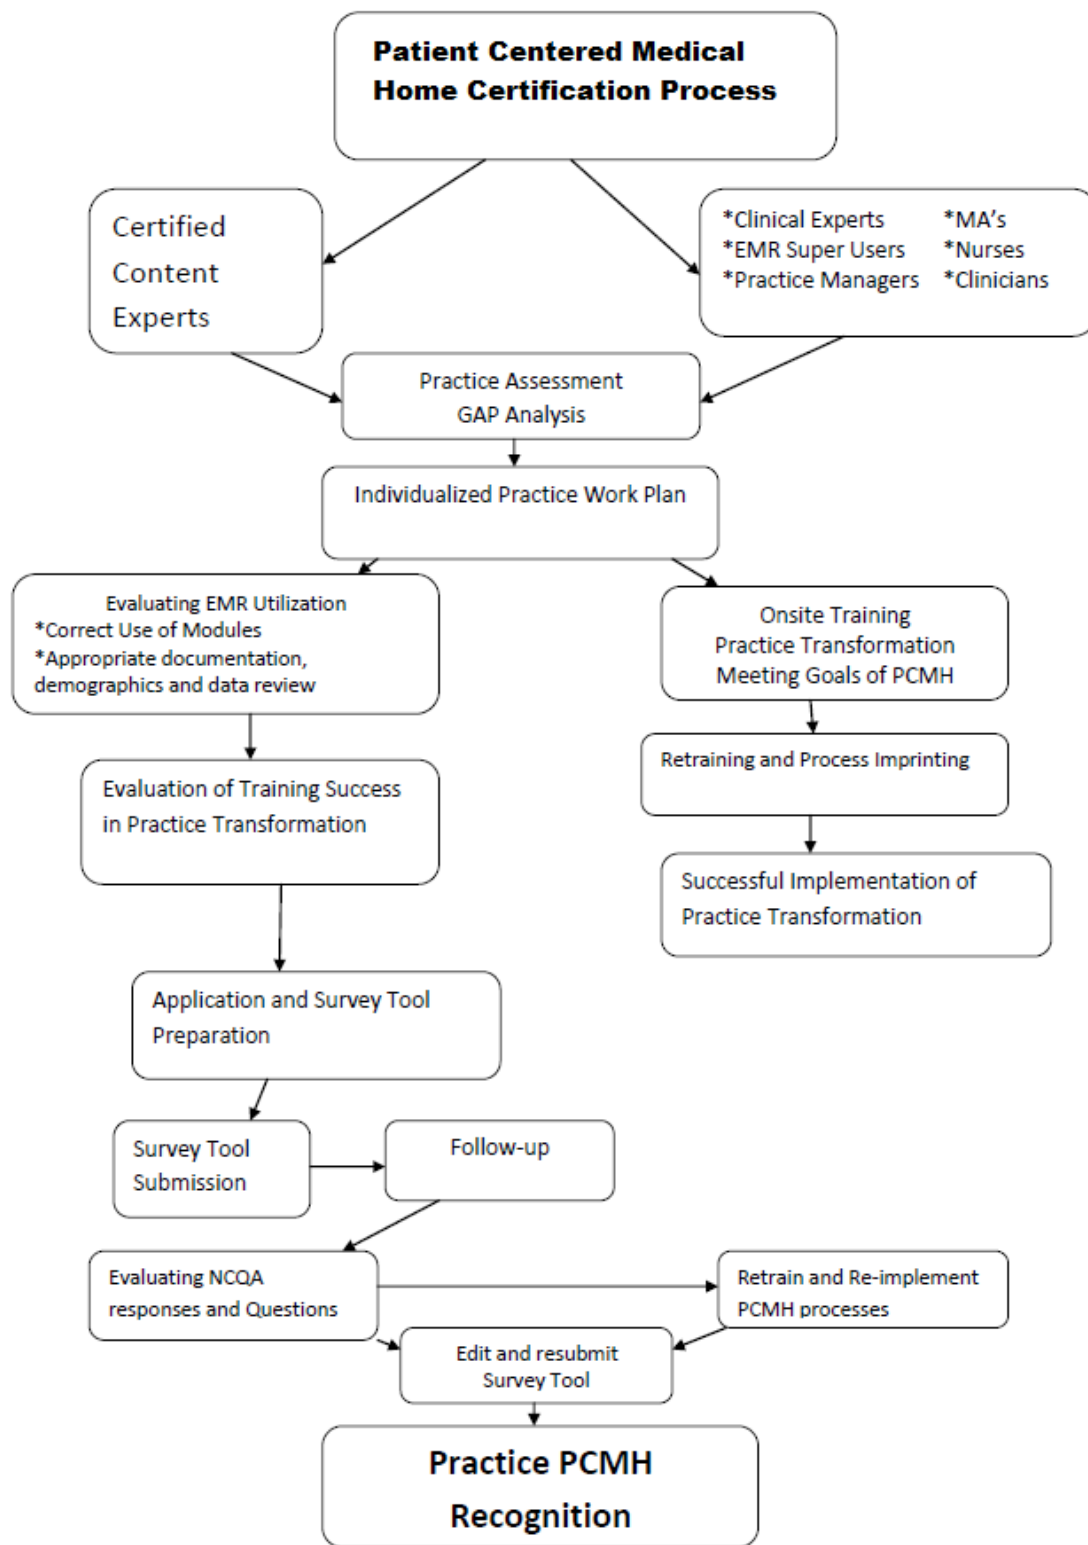 Patient Centered Medical
Home Certification Process
Certified
Content
Experts
*Clinical Experts *MA's
*EMR Super Users *Nurses
*Practice Managers *Clinicians
Practice Assessment
GAP Analysis
Individualized Practice Work Plan
Evaluating EMR Utilization
*Correct Use of Modules
*Appropriate documentation,
demographics and data review
Onsite Training
Practice Transformation
Meeting Goals of PCMH
Retraining and Process Imprinting
Evaluation of Training Success
in Practice Transformation
Successful Implementation of
Practice Transformation
Application and Survey Tool
Preparation
Survey Tool
Submission
Follow-up
Evaluating NCQA
responses and Questions
Retrain and Re-implement
PCMH processes
Edit and resubmit
Survey Tool
Practice PCMH
Recognition